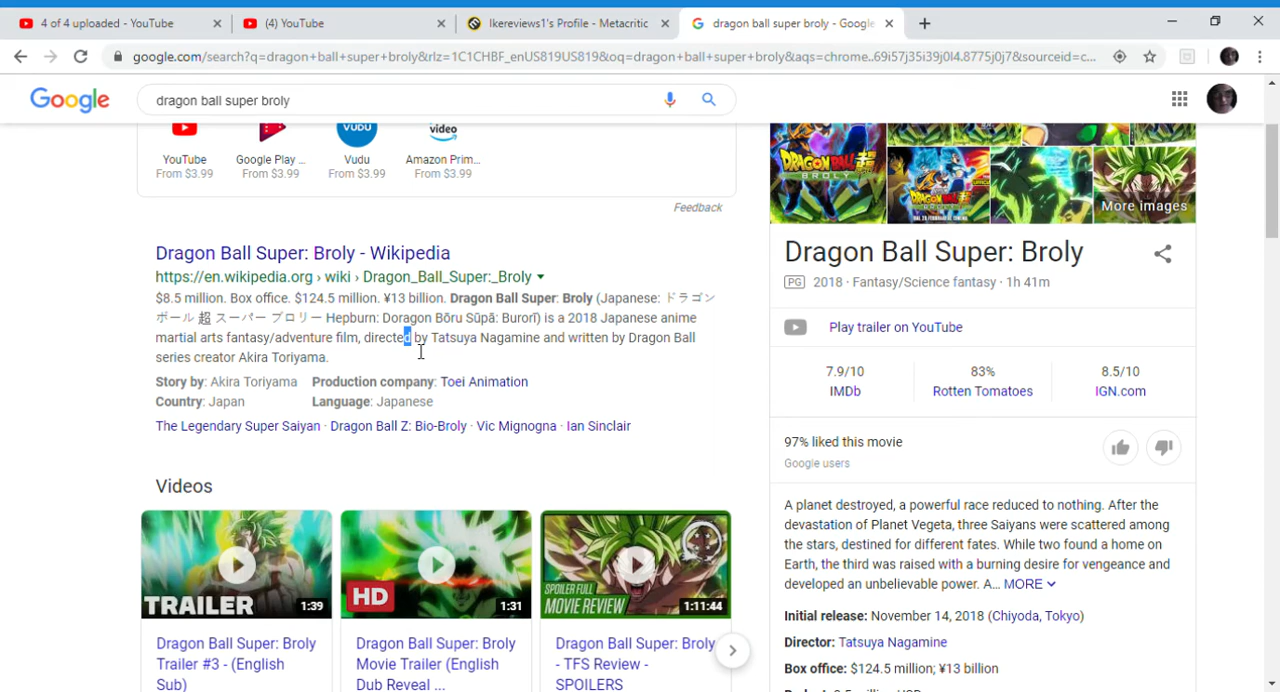 4 of 4 uploaded - YouTube
(4) YouTube
Ikereviews1's Profile - Metacritic
dragon ball super broly - Google
google.com/search?q=dragon+ball+super+broly&rlz=1C1CHBF_enUS819US819&oq=dragon+ball+super+broly&aqs=chrome..69i57j35i39j0l4.8775j0j7&sourceid=c...
Google
dragon ball super broly
YouTube
From $3.99
Google Play ...
From $3.99
VUDU
Vudu
From $3.99
video
Amazon Prim...
From $3.99
Feedback
Dragon Ball Super: Broly - Wikipedia
https://en.wikipedia.org › wiki › Dragon_Ball_Super:_Broly
$8.5 million. Box office. $124.5 million. ¥13 billion. Dragon Ball Super: Broly (Japanese: ドラゴン
ボール 超 スーパー ブロリー Hepburn: Doragon Bōru Sūpā: Burorī) is a 2018 Japanese anime
martial arts fantasy/adventure film, directed by Tatsuya Nagamine and written by Dragon Ball
series creator Akira Toriyama.
Story by: Akira Toriyama Production company: Toei Animation
Country: Japan Language: Japanese
The Legendary Super Saiyan · Dragon Ball Z: Bio-Broly · Vic Mignogna · Ian Sinclair
Videos
TRAILER
1:39
Dragon Ball Super: Broly
Trailer #3 - (English
Sub)
HD
1:31
Dragon Ball Super: Broly
Movie Trailer (English
Dub Reveal ...
SPOILER FULL
MOVIE REVIEW
1:11:44
Dragon Ball Super: Broly
- TFS Review -
SPOILERS
DRAGONBALL超
BROLY
More images
Dragon Ball Super: Broly
PG 2018 · Fantasy/Science fantasy · 1h 41m
Play trailer on YouTube
7.9/10
IMDb
83%
Rotten Tomatoes
8.5/10
IGN.com
97% liked this movie
Google users
A planet destroyed, a powerful race reduced to nothing. After the
devastation of Planet Vegeta, three Saiyans were scattered among
the stars, destined for different fates. While two found a home on
Earth, the third was raised with a burning desire for vengeance and
developed an unbelievable power. A... MORE
Initial release: November 14, 2018 (Chiyoda, Tokyo)
Director: Tatsuya Nagamine
Box office: $124.5 million; ¥13 billion